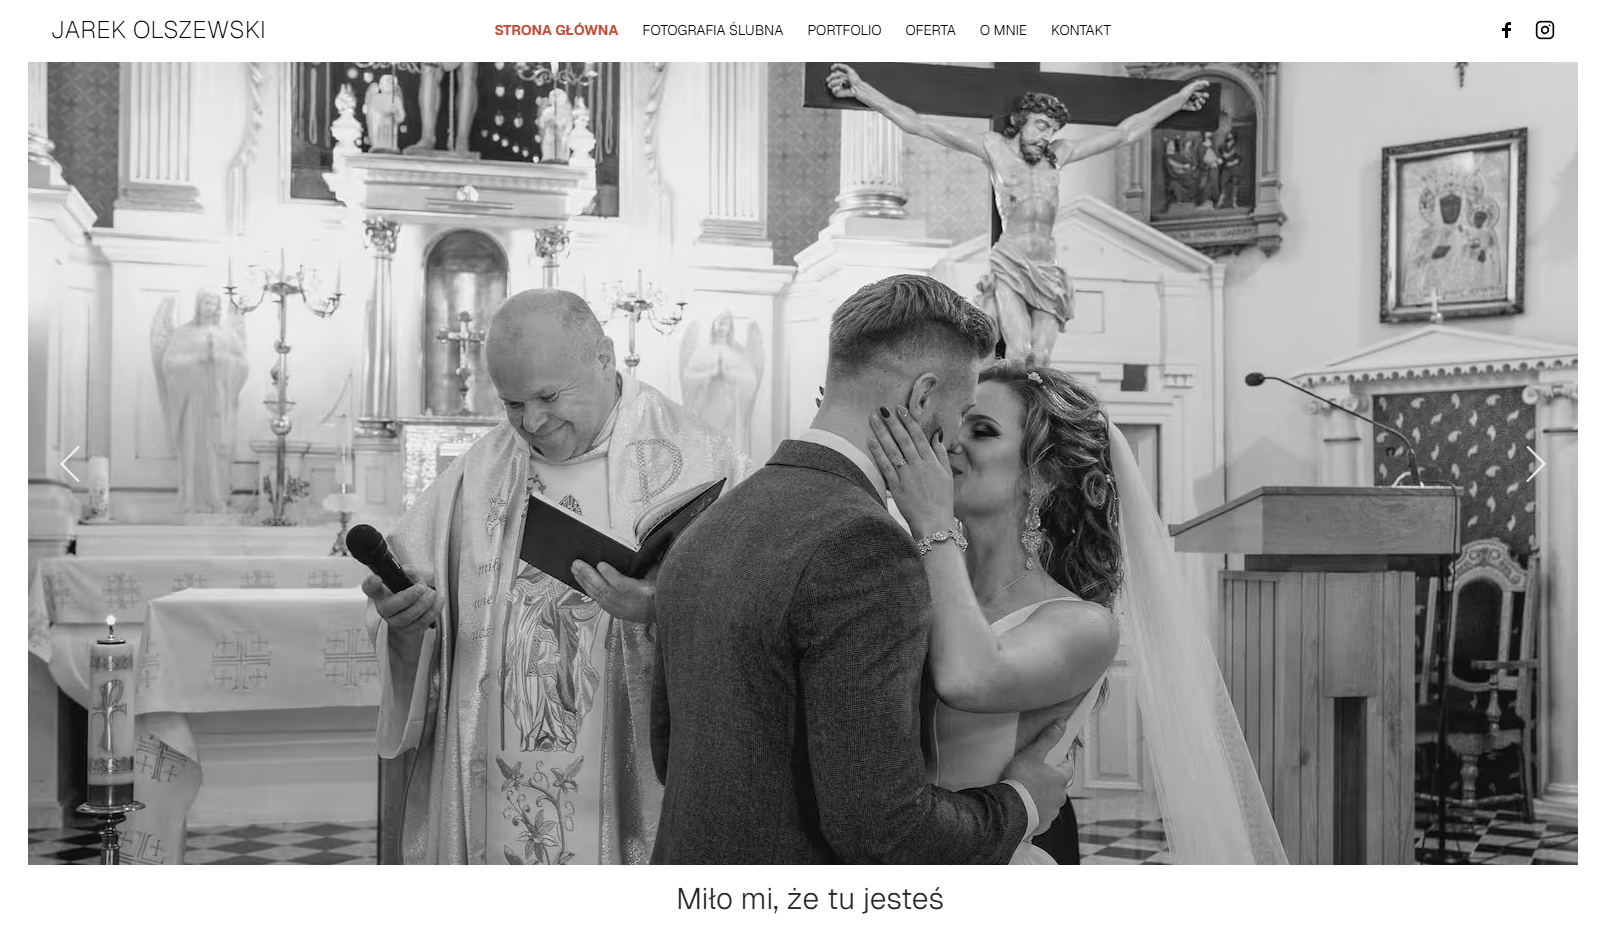 JAREK OLSZEWSKI
STRONA GŁÓWNA FOTOGRAFIA ŚLUBNA PORTFOLIO OFERTA O MNIE KONTAKT
Miło mi, że tu jesteś